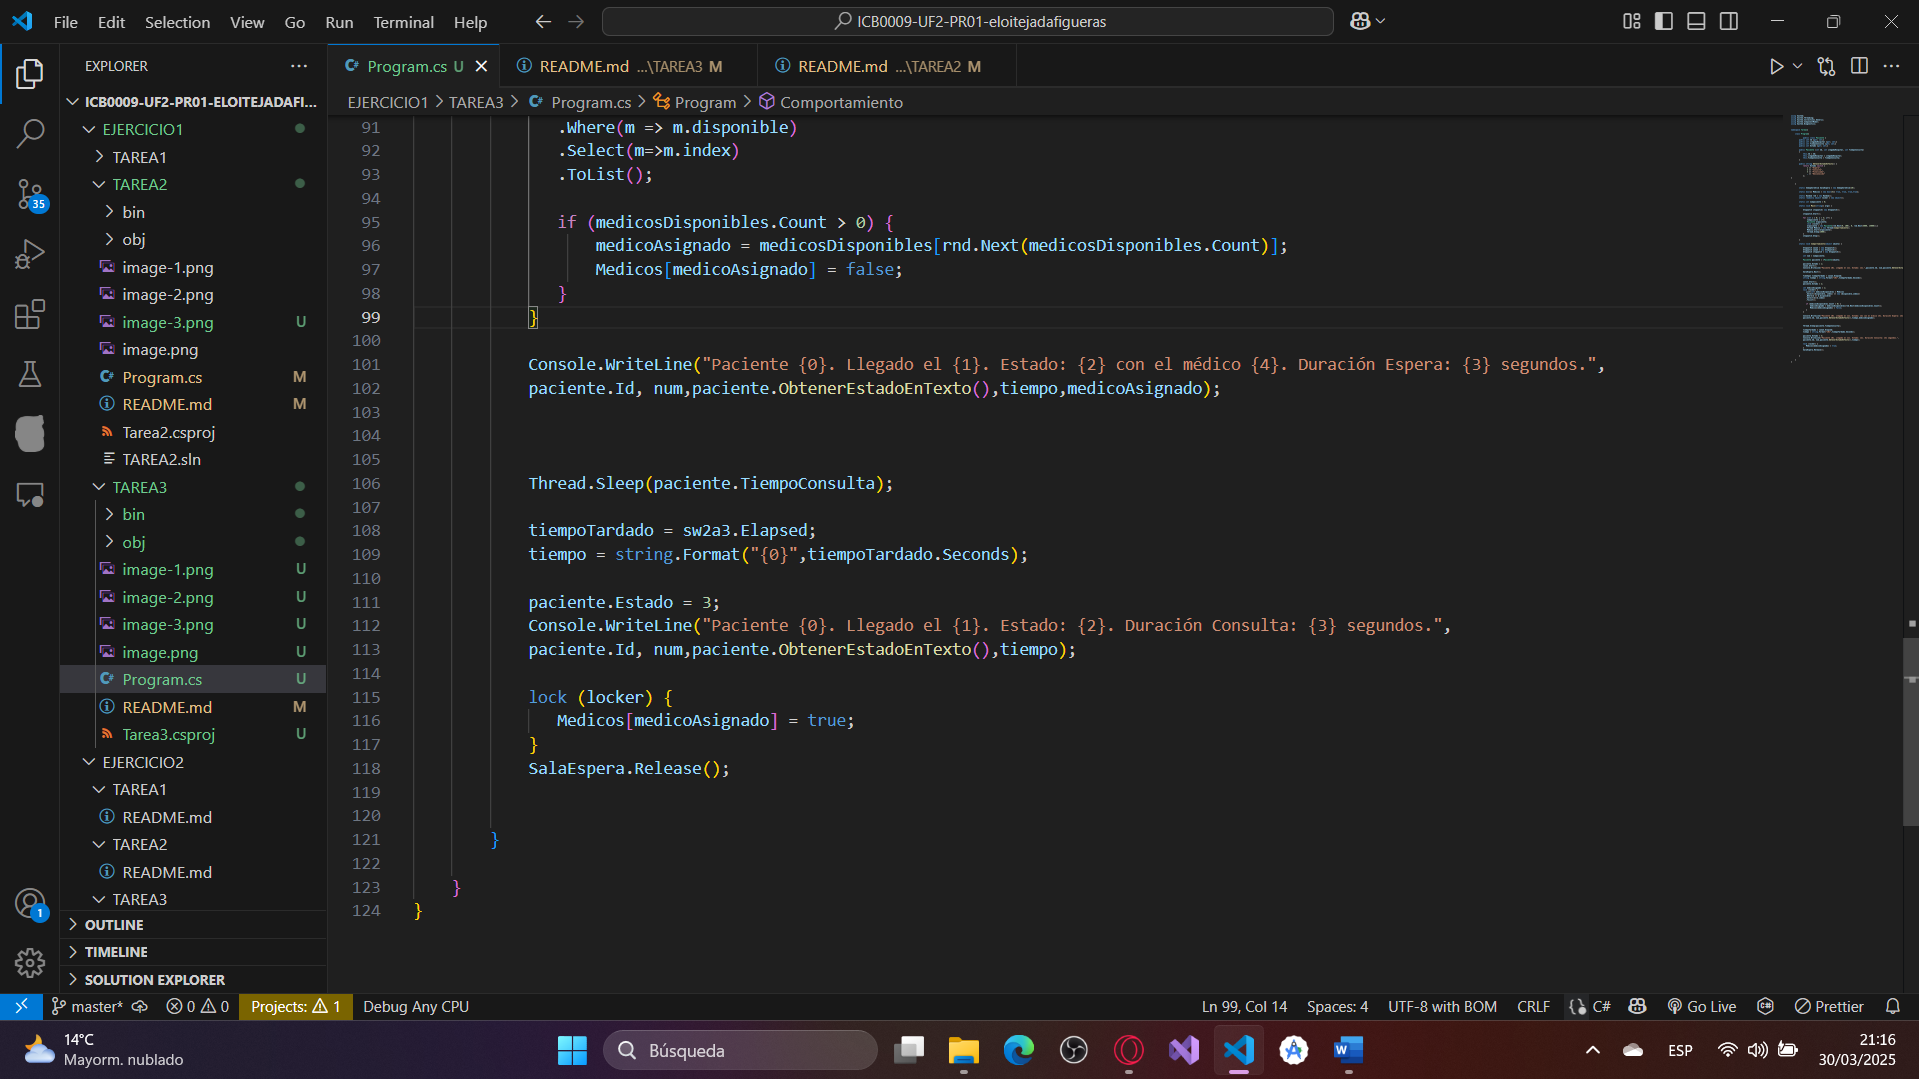 File Edit Selection View Go Run Terminal Help
ICB0009-UF2-PR01-eloitejadafigueras
EXPLORER
ICB0009-UF2-PR01-ELOITEJADAFI...
EJERCICIO1
TAREA1
TAREA2
bin
obj
image-1.png
image-2.png
image-3.png U
image.png
Program.cs M
README.md M
Tarea2.csproj
TAREA2.sln
TAREA3
bin
obj
image-1.png U
image-2.png U
image-3.png U
image.png U
Program.cs U
README.md M
Tarea3.csproj U
EJERCICIO2
TAREA1
README.md
TAREA2
README.md
TAREA3
OUTLINE
TIMELINE
SOLUTION EXPLORER
35
1
Program.cs U
README.md ...\TAREA3 M
README.md ...\TAREA2 M
EJERCICIO1 > TAREA3 > Program.cs > Program > Comportamiento
91 .Where(m => m.disponible)
92 .Select(m=>m.index)
93 .ToList();
94
95 if (medicosDisponibles.Count > 0) {
96 medicoAsignado = medicosDisponibles[rnd.Next(medicosDisponibles.Count)];
97 Medicos[medicoAsignado] = false;
98 }
99 }
100
101 Console.WriteLine("Paciente {0}. Llegado el {1}. Estado: {2} con el médico {4}. Duración Espera: {3} segundos.",
102 paciente.Id, num,paciente.ObtenerEstadoEnTexto(),tiempo,medicoAsignado);
103
104
105
106 Thread.Sleep(paciente.TiempoConsulta);
107
108 tiempoTardado = sw2a3.Elapsed;
109 tiempo = string.Format("{0}",tiempoTardado.Seconds);
110
111 paciente.Estado = 3;
112 Console.WriteLine("Paciente {0}. Llegado el {1}. Estado: {2}. Duración Consulta: {3} segundos.",
113 paciente.Id, num,paciente.ObtenerEstadoEnTexto(),tiempo);
114
115 lock (locker) {
116 Medicos[medicoAsignado] = true;
117 }
118 SalaEspera.Release();
119
120
121 }
122
123 }
124 }
master* 0 0 Projects: 1 Debug Any CPU
Ln 99, Col 14 Spaces: 4 UTF-8 with BOM CRLF C# Go Live Prettier
14°C
Mayorm. nublado
Búsqueda
ESP
21:16
30/03/2025